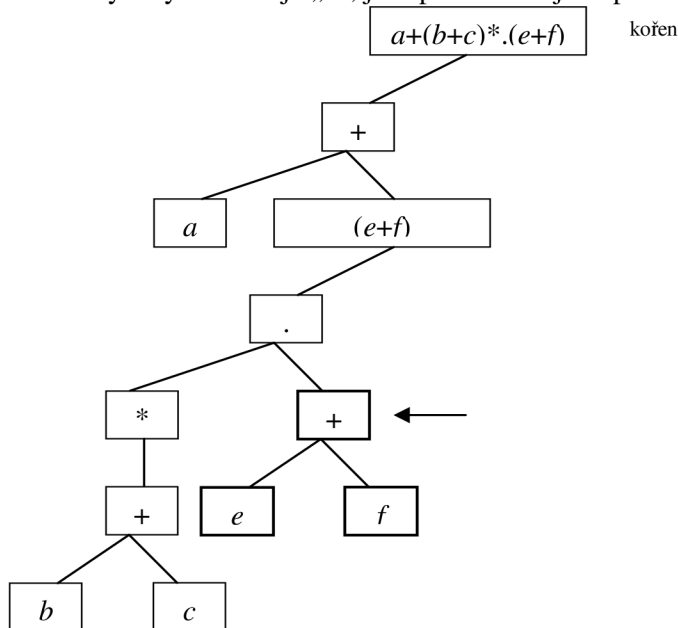 a+(b+c)*.(e+f) kořen
+
a (e+f)
.
* +
+ e f
b c